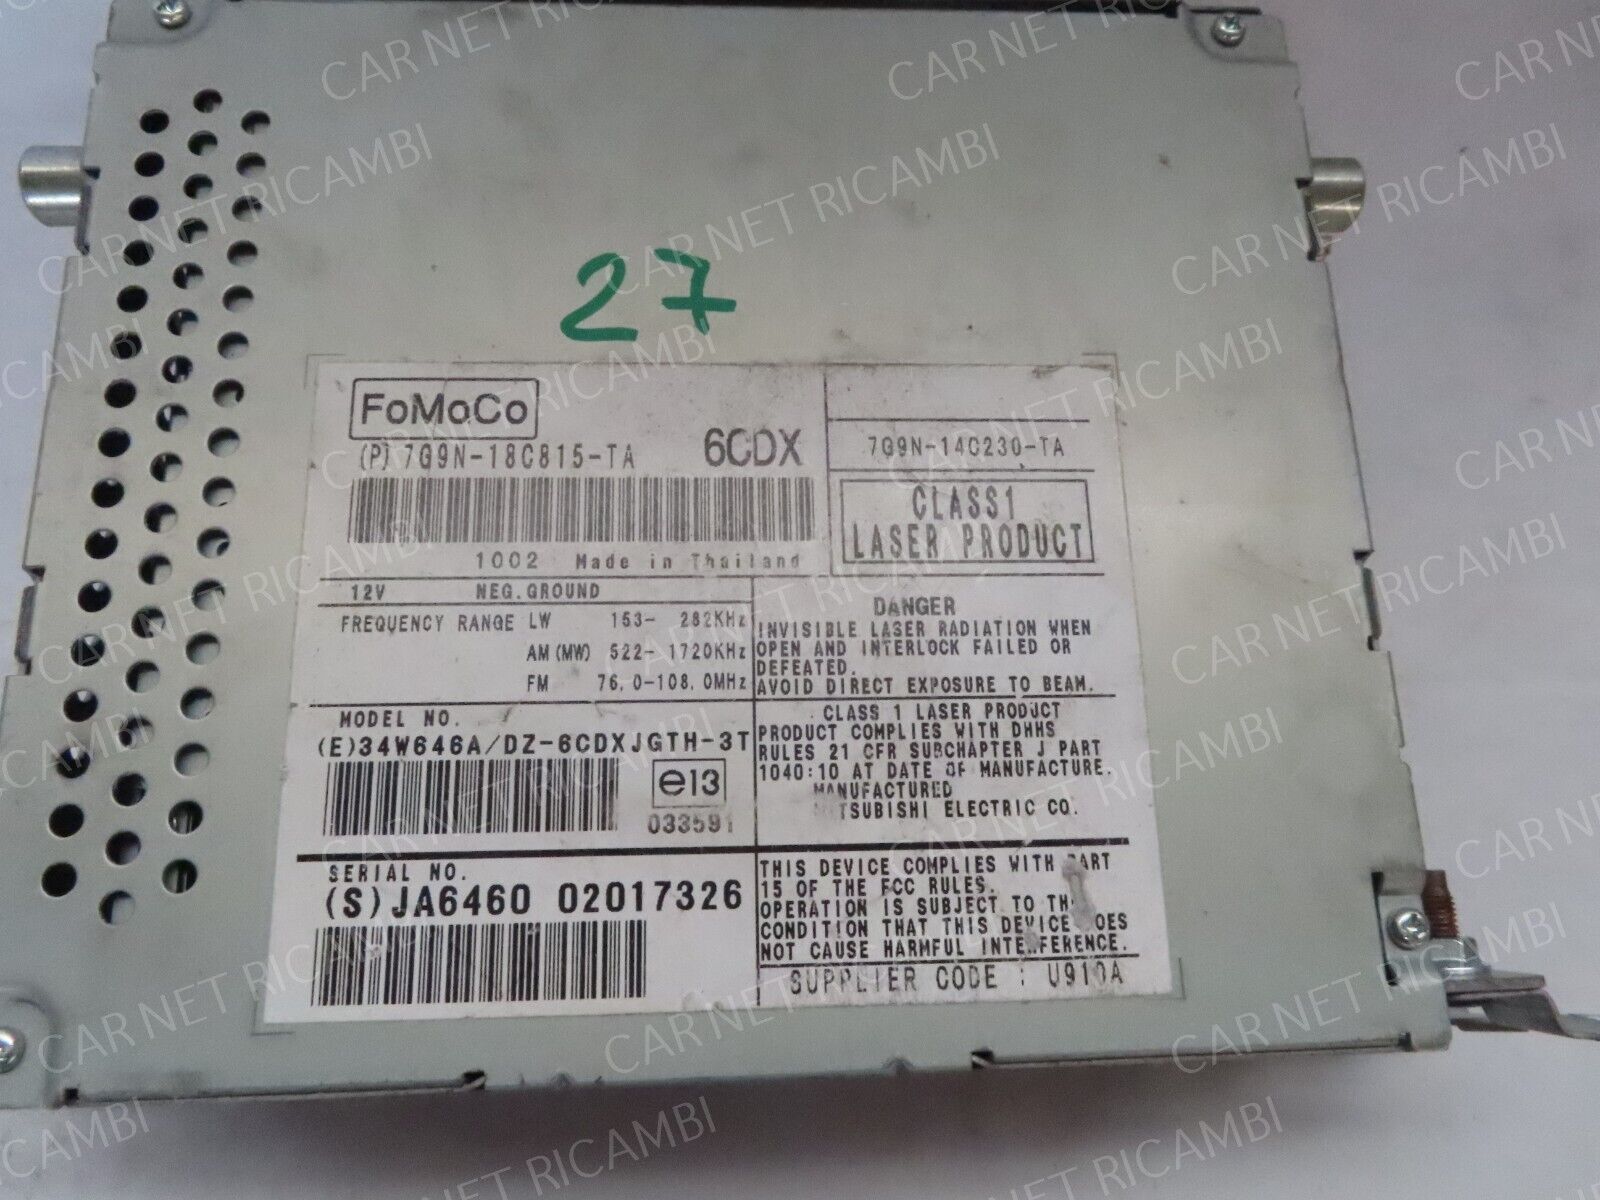 27
FoMoCo
(P) 7G9N-18C815-TA
6CDX
7G9N-14C230-TA
CLASS1
LASER PRODUCT
1002 Made in Thailand
12V NEG. GROUND
FREQUENCY RANGE LW 153- 282KHz
AM (MW) 522- 1720KHz
FM 76.0-108.0MHz
DANGER
INVISIBLE LASER RADIATION WHEN
OPEN AND INTERLOCK FAILED OR
DEFEATED.
AVOID DIRECT EXPOSURE TO BEAM.
MODEL NO.
(E)34W646A/DZ-6CDXJGTH-3T
e13
033591
CLASS 1 LASER PRODUCT
PRODUCT COMPLIES WITH DHHS
RULES 21 CFR SUBCHAPTER J PART
1040:10 AT DATE OF MANUFACTURE.
MANUFACTURED
MITSUBISHI ELECTRIC CO.
SERIAL NO.
(S)JA6460 02017326
THIS DEVICE COMPLIES WITH PART
15 OF THE FCC RULES.
OPERATION IS SUBJECT TO THE
CONDITION THAT THIS DEVICE DOES
NOT CAUSE HARMFUL INTERFERENCE.
SUPPLIER CODE : U910A
CAR NET RICAMBI